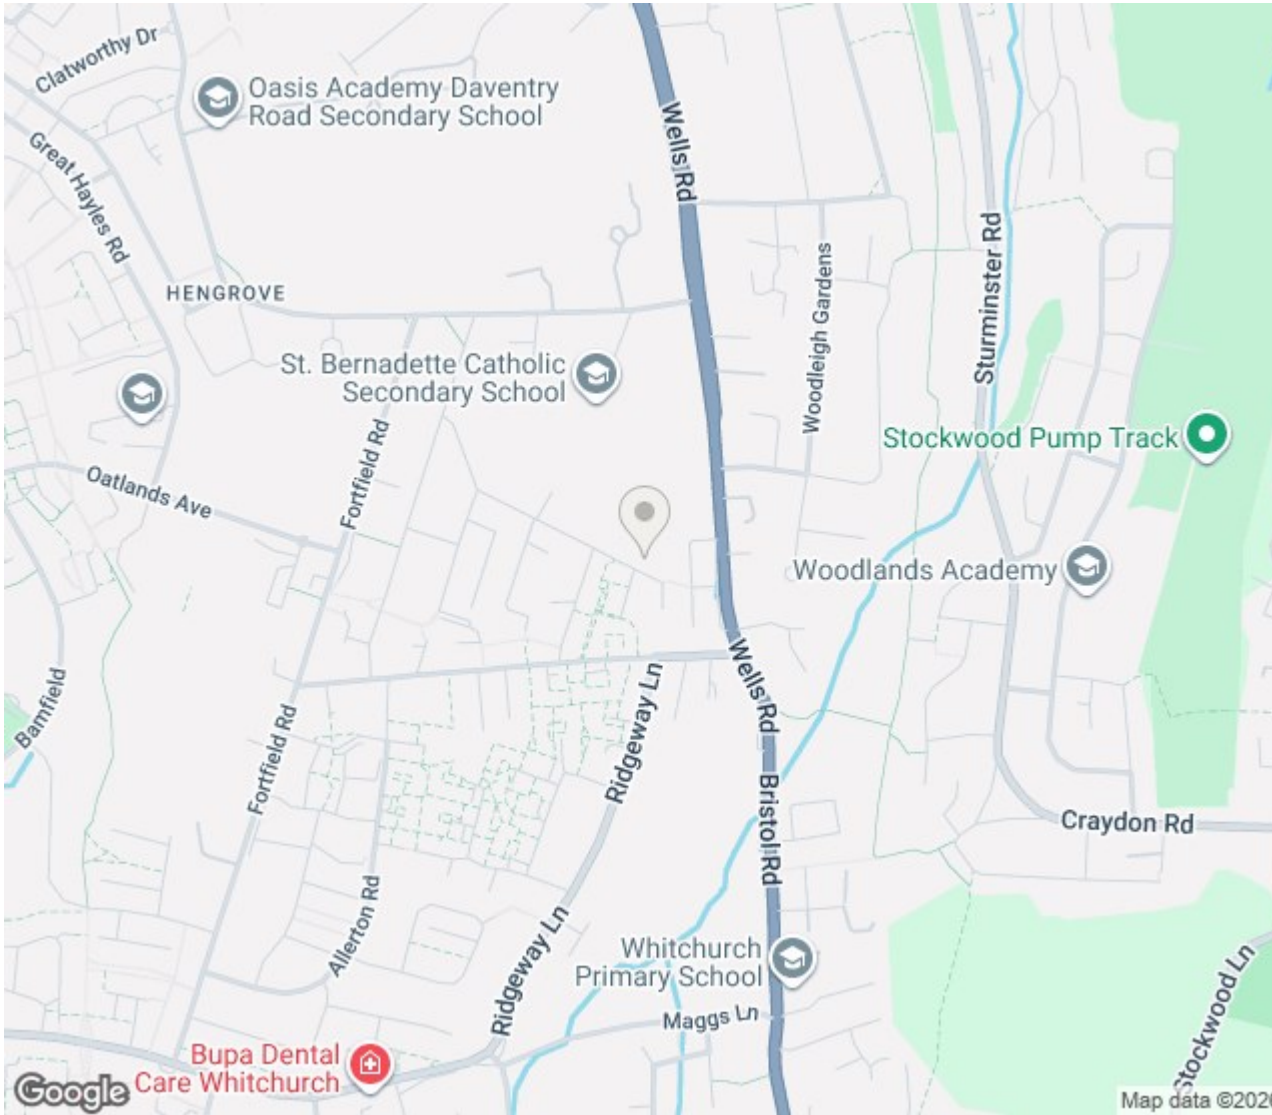 Clatworthy Dr
Oasis Academy Daventry
Road Secondary School
Great Hayles Rd
Wells Rd
HENGROVE
Sturminster Rd
Woodleigh Gardens
St. Bernadette Catholic
Secondary School
Stockwood Pump Track
Oatlands Ave
Fortfield Rd
Woodlands Academy
Bamfield
Wells Rd
Ridgeway Ln
Fortfield Rd
Bristol Rd
Craydon Rd
Allerton Rd
Ridgeway Ln
Whitchurch
Primary School
Maggs Ln
Stockwood Ln
Bupa Dental
Care Whitchurch
Google
Map data ©2026